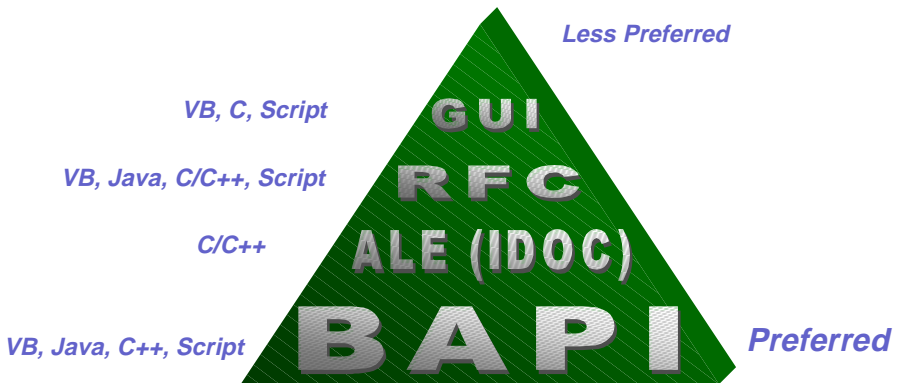 Less Preferred
VB, C, Script
GUI
VB, Java, C/C++, Script
RFC
C/C++
ALE (IDOC)
VB, Java, C++, Script
BAPI
Preferred